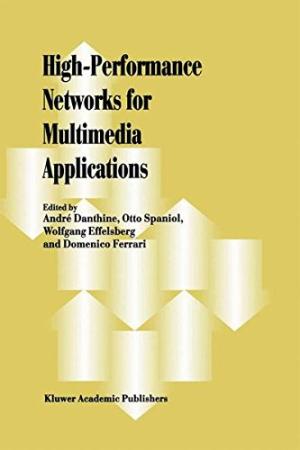 High-Performance
Networks for
Multimedia
Applications
Edited by
André Danthine, Otto Spaniol,
Wolfgang Effelsberg
and Domenico Ferrari
Kluwer Academic Publishers